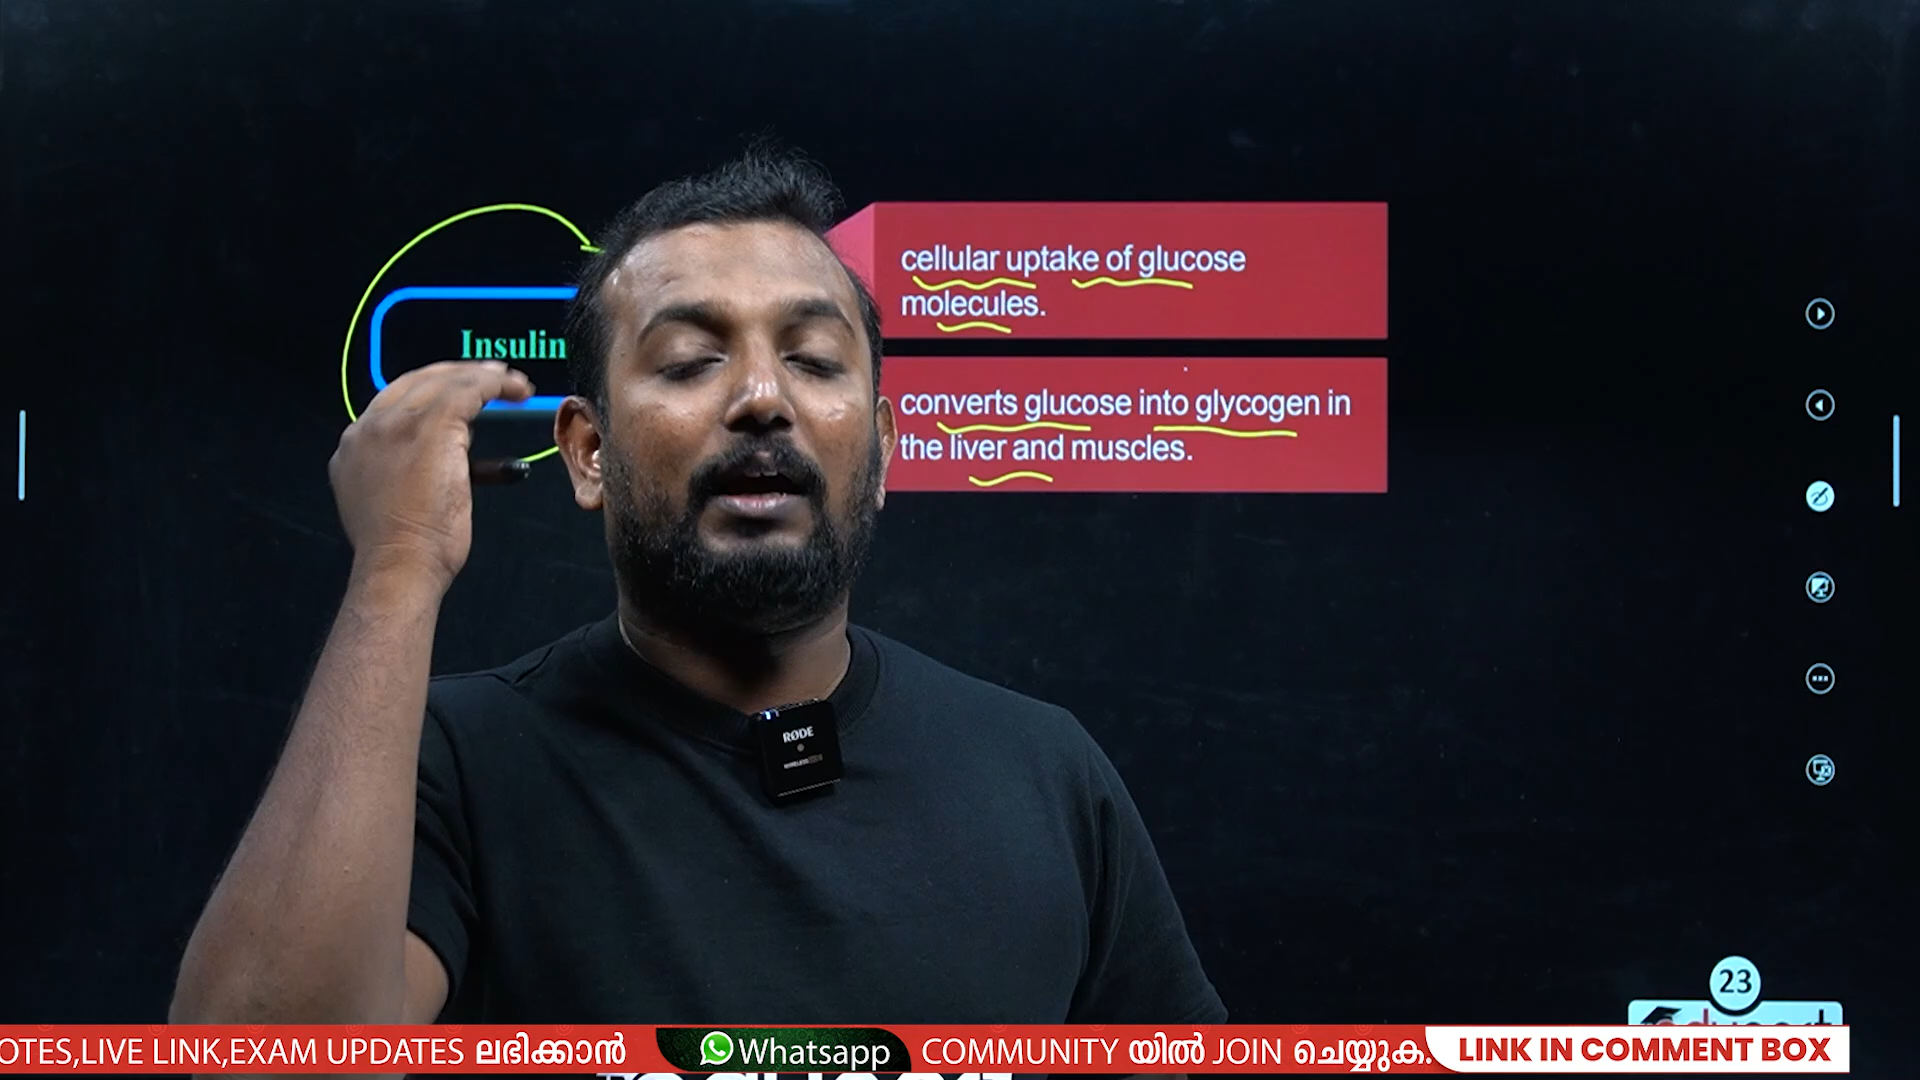 cellular uptake of glucose
molecules.
Insulin
converts glucose into glycogen in
the liver and muscles.
RØDE
23
OTES,LIVE LINK,EXAM UPDATES ലഭിക്കാൻ Whatsapp COMMUNITY യിൽ JOIN ചെയ്യുക. LINK IN COMMENT BOX